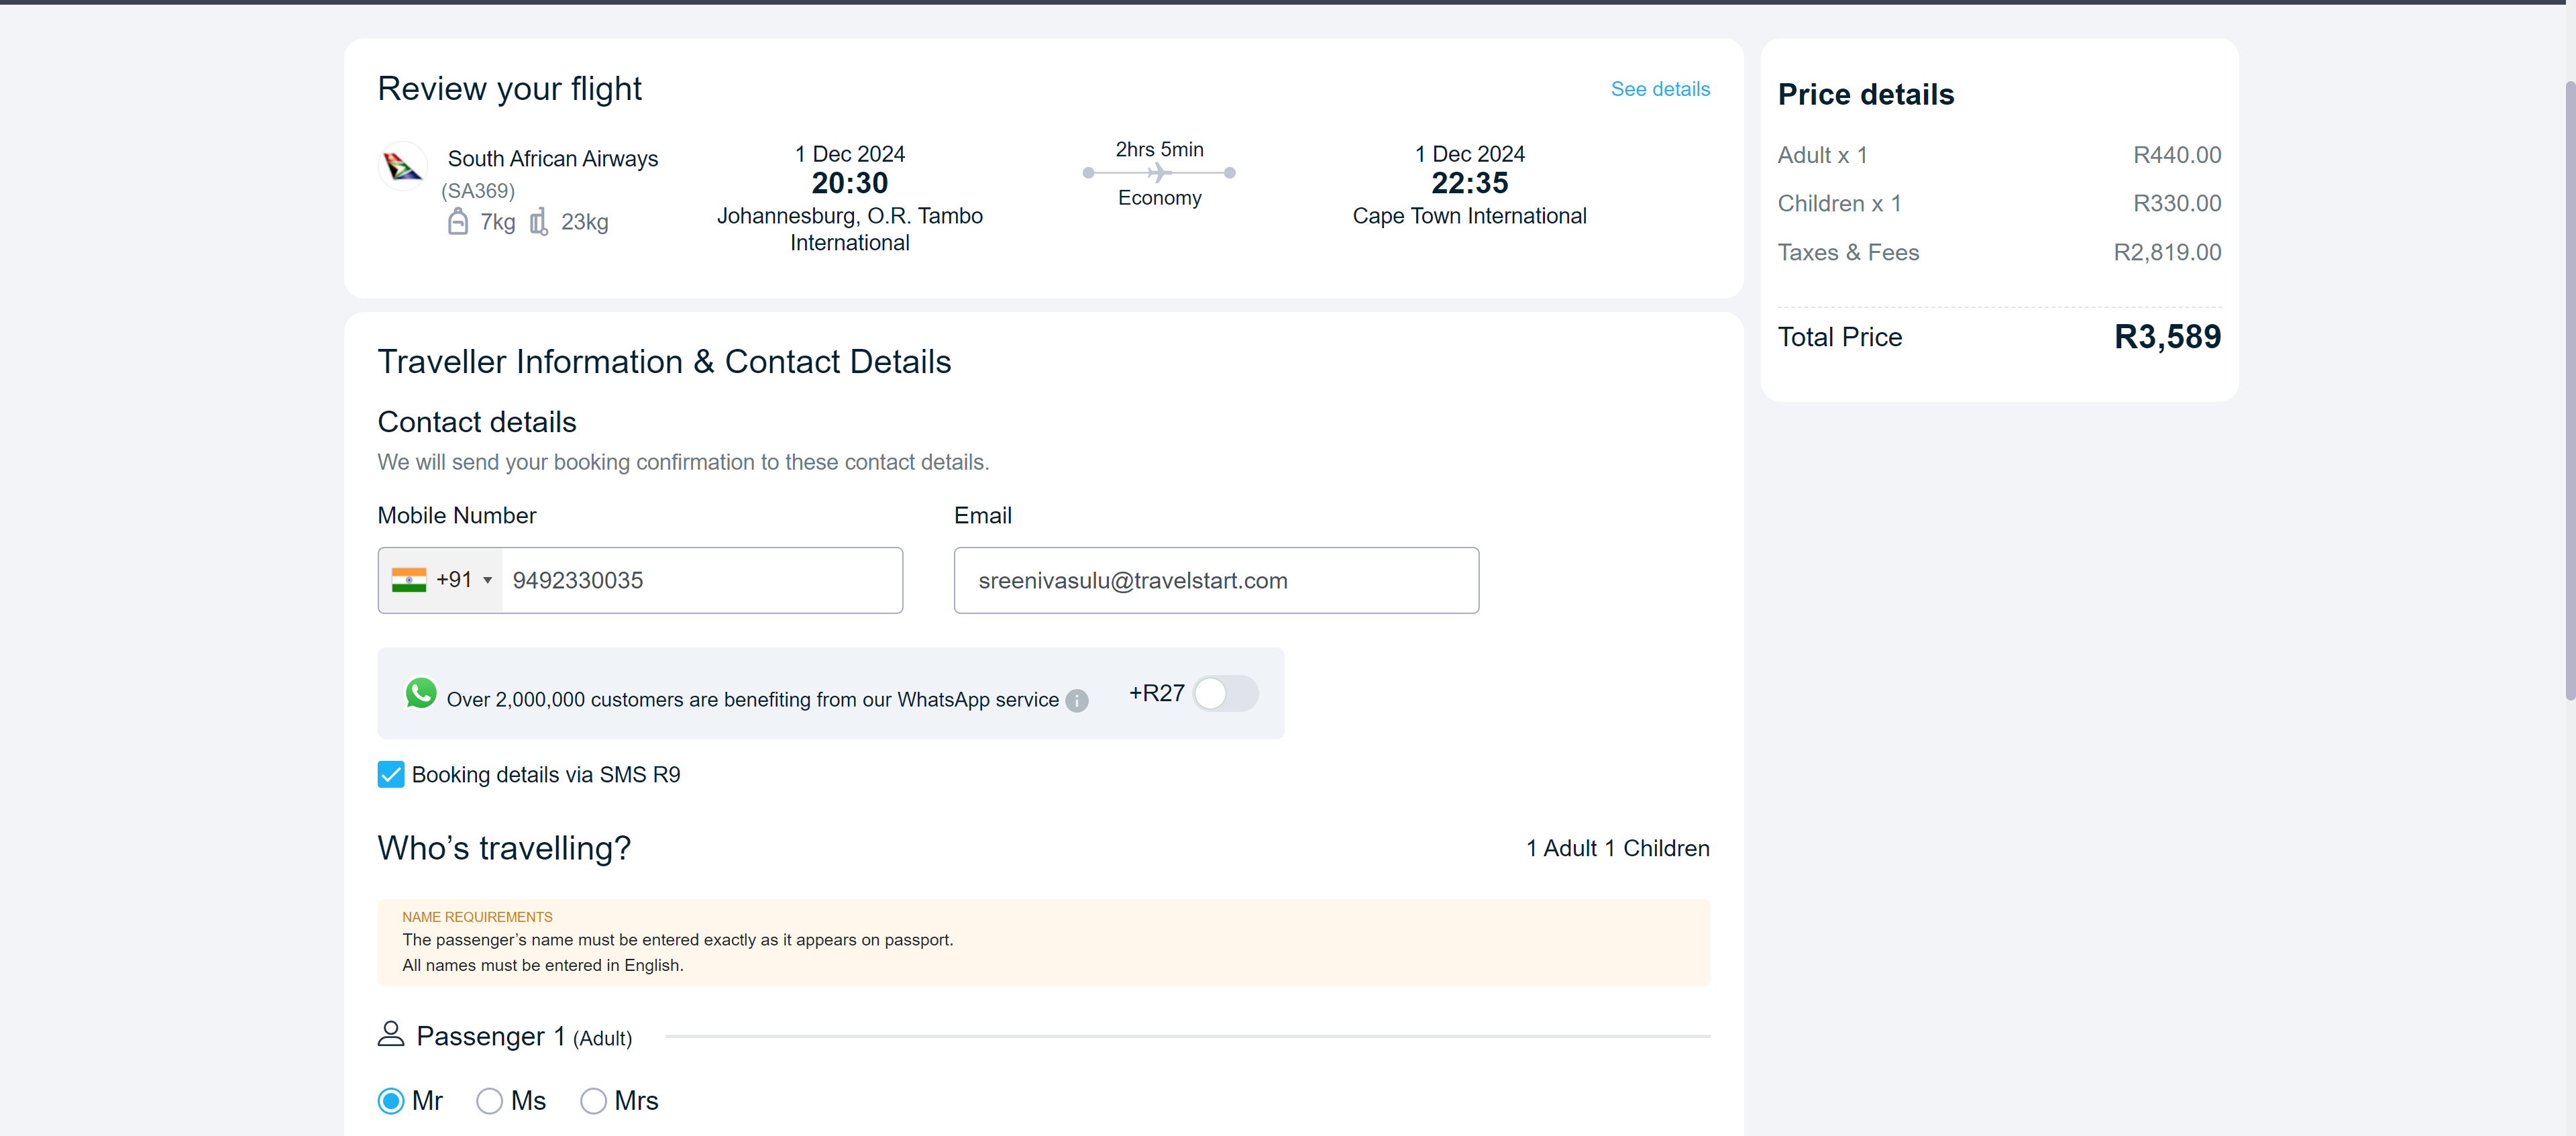 Review your flight
See details
South African Airways
(SA369)
7kg 23kg
1 Dec 2024
20:30
Johannesburg, O.R. Tambo
International
2hrs 5min
Economy
1 Dec 2024
22:35
Cape Town International
Traveller Information & Contact Details
Contact details
We will send your booking confirmation to these contact details.
Mobile Number
+91 9492330035
Email
sreenivasulu@travelstart.com
Over 2,000,000 customers are benefiting from our WhatsApp service i +R27
Booking details via SMS R9
Who’s travelling?
1 Adult 1 Children
NAME REQUIREMENTS
The passenger’s name must be entered exactly as it appears on passport.
All names must be entered in English.
Passenger 1 (Adult)
Mr Ms Mrs
Price details
Adult x 1 R440.00
Children x 1 R330.00
Taxes & Fees R2,819.00
Total Price R3,589